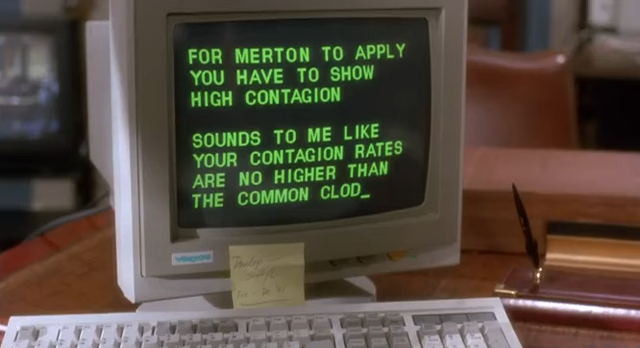 FOR MERTON TO APPLY
YOU HAVE TO SHOW
HIGH CONTAGION
SOUNDS TO ME LIKE
YOUR CONTAGION RATES
ARE NO HIGHER THAN
THE COMMON CLOD_